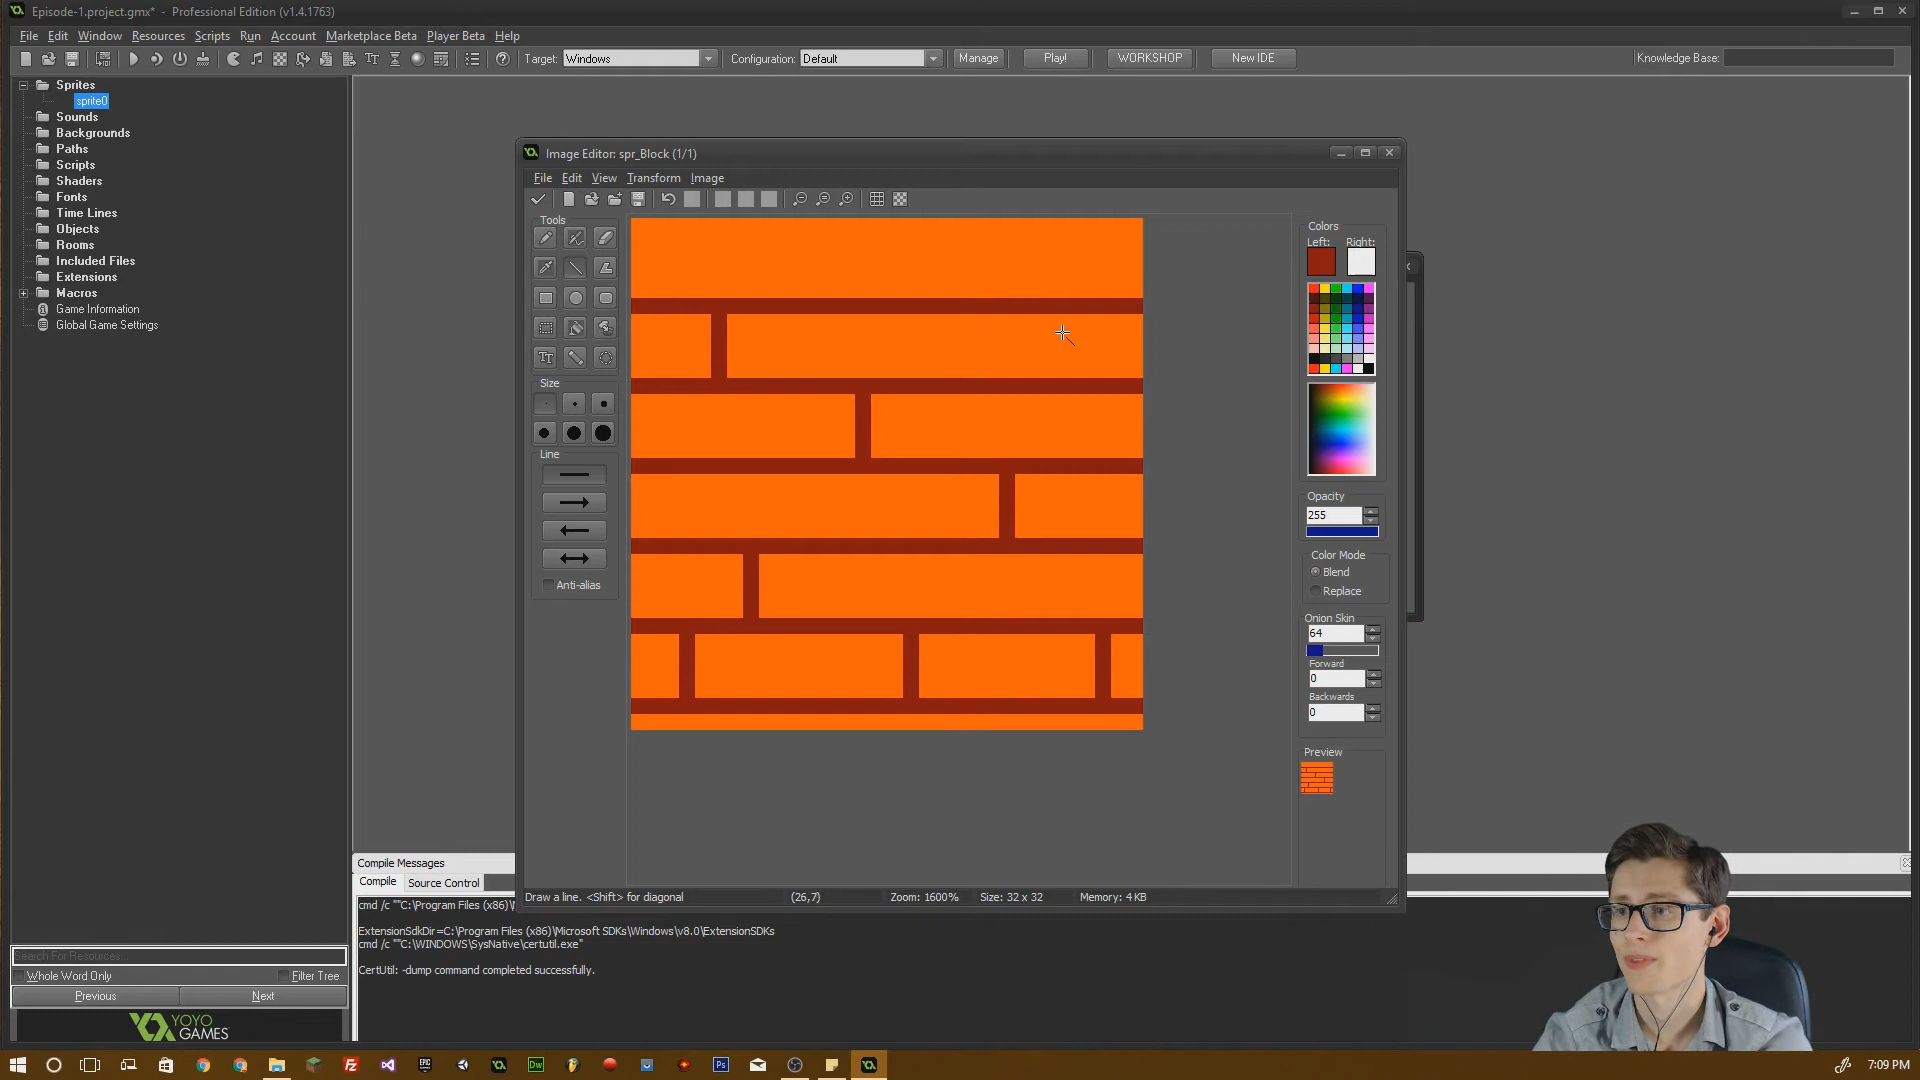 Episode-1.project.gmx* - Professional Edition (v1.4.1763)
File Edit Window Resources Scripts Run Account Marketplace Beta Player Beta Help
Target: Windows Configuration: Default Manage Play! WORKSHOP New IDE Knowledge Base:
Sprites
sprite0
Sounds
Backgrounds
Paths
Scripts
Shaders
Fonts
Time Lines
Objects
Rooms
Included Files
Extensions
Macros
Game Information
Global Game Settings
Image Editor: spr_Block (1/1)
File Edit View Transform Image
Tools
Size
Line
Anti-alias
Colors
Left: Right:
Opacity
255
Color Mode
Blend
Replace
Onion Skin
64
Forward
0
Backwards
0
Preview
Draw a line. <Shift> for diagonal (26,7) Zoom: 1600% Size: 32 x 32 Memory: 4 KB
Compile Messages
Compile Source Control
cmd /c ""C:\Program Files (x86)\
ExtensionSdkDir=C:\Program Files (x86)\Microsoft SDKs\Windows\v8.0\ExtensionSDKs
cmd /c ""C:\WINDOWS\SysNative\certutil.exe"
CertUtil: -dump command completed successfully.
Search For Resources...
Whole Word Only Filter Tree
Previous Next
YOYO
GAMES
7:09 PM